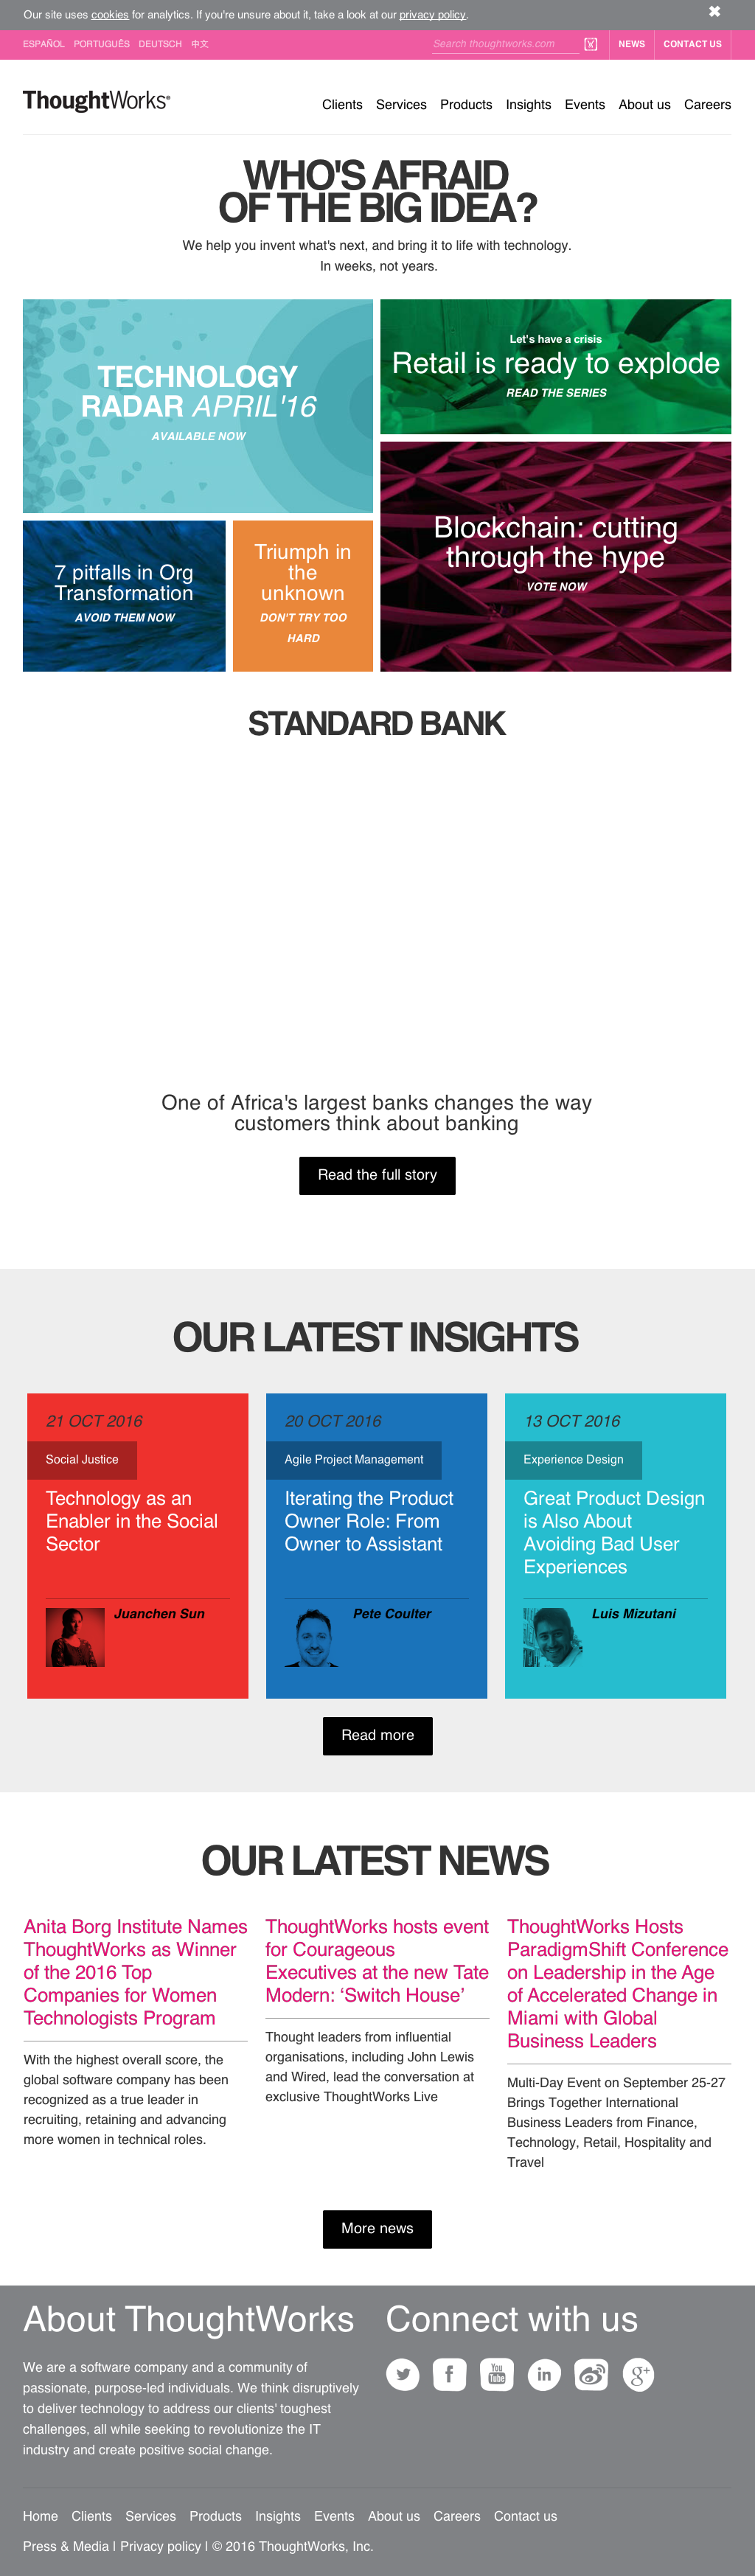 Our site uses cookies for analytics. If you're unsure about it, take a look at our privacy policy.
ESPAÑOL PORTUGUÊS DEUTSCH 中文
Search thoughtworks.com
NEWS
CONTACT US
ThoughtWorks®
Clients Services Products Insights Events About us Careers
WHO'S AFRAID
OF THE BIG IDEA?
We help you invent what's next, and bring it to life with technology.
In weeks, not years.
TECHNOLOGY
RADAR APRIL'16
AVAILABLE NOW
Let's have a crisis
Retail is ready to explode
READ THE SERIES
7 pitfalls in Org
Transformation
AVOID THEM NOW
Triumph in
the
unknown
DON'T TRY TOO
HARD
Blockchain: cutting
through the hype
VOTE NOW
STANDARD BANK
One of Africa's largest banks changes the way
customers think about banking
Read the full story
OUR LATEST INSIGHTS
21 OCT 2016
Social Justice
Technology as an
Enabler in the Social
Sector
Juanchen Sun
20 OCT 2016
Agile Project Management
Iterating the Product
Owner Role: From
Owner to Assistant
Pete Coulter
13 OCT 2016
Experience Design
Great Product Design
is Also About
Avoiding Bad User
Experiences
Luis Mizutani
Read more
OUR LATEST NEWS
Anita Borg Institute Names
ThoughtWorks as Winner
of the 2016 Top
Companies for Women
Technologists Program
With the highest overall score, the
global software company has been
recognized as a true leader in
recruiting, retaining and advancing
more women in technical roles.
ThoughtWorks hosts event
for Courageous
Executives at the new Tate
Modern: ‘Switch House’
Thought leaders from influential
organisations, including John Lewis
and Wired, lead the conversation at
exclusive ThoughtWorks Live
ThoughtWorks Hosts
ParadigmShift Conference
on Leadership in the Age
of Accelerated Change in
Miami with Global
Business Leaders
Multi-Day Event on September 25-27
Brings Together International
Business Leaders from Finance,
Technology, Retail, Hospitality and
Travel
More news
About ThoughtWorks
We are a software company and a community of
passionate, purpose-led individuals. We think disruptively
to deliver technology to address our clients' toughest
challenges, all while seeking to revolutionize the IT
industry and create positive social change.
Connect with us
You
Tube
in
g+
Home Clients Services Products Insights Events About us Careers Contact us
Press & Media | Privacy policy | © 2016 ThoughtWorks, Inc.